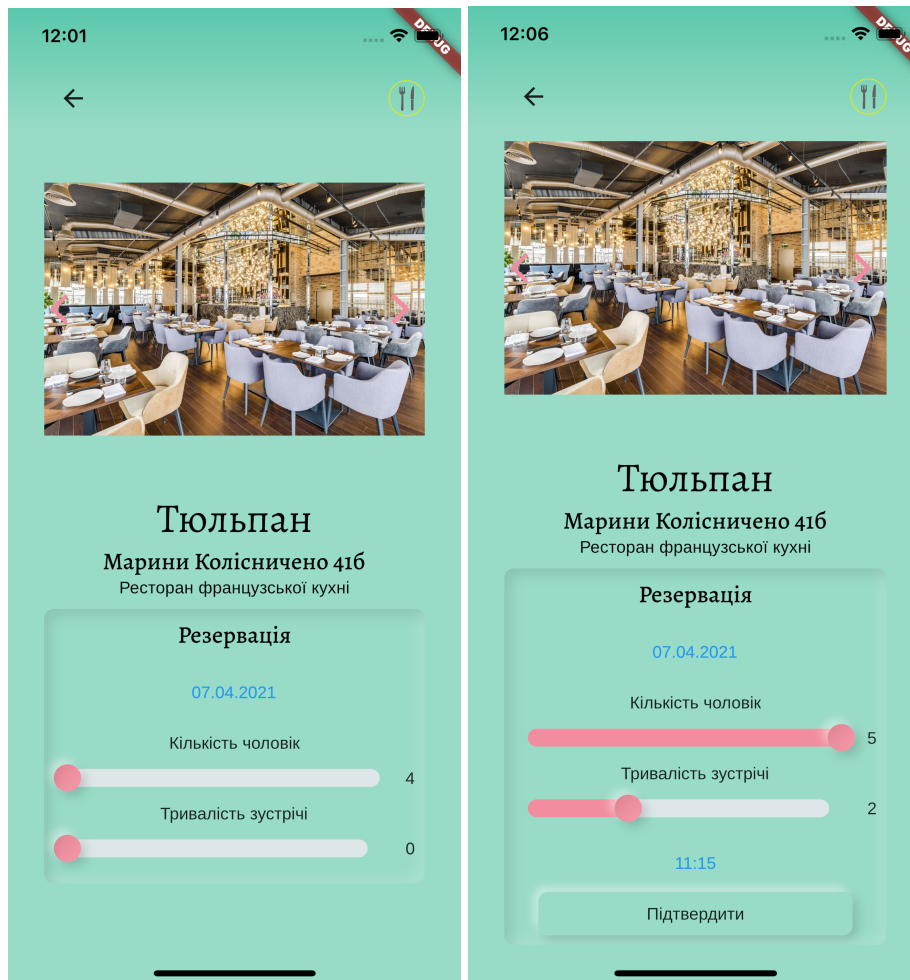 12:01
DEBUG
Тюльпан
Марини Колісничено 41б
Ресторан французської кухні
Резервація
07.04.2021
Кількість чоловік
4
Тривалість зустрічі
0
12:06
DEBUG
Тюльпан
Марини Колісничено 41б
Ресторан французської кухні
Резервація
07.04.2021
Кількість чоловік
5
Тривалість зустрічі
2
11:15
Підтвердити